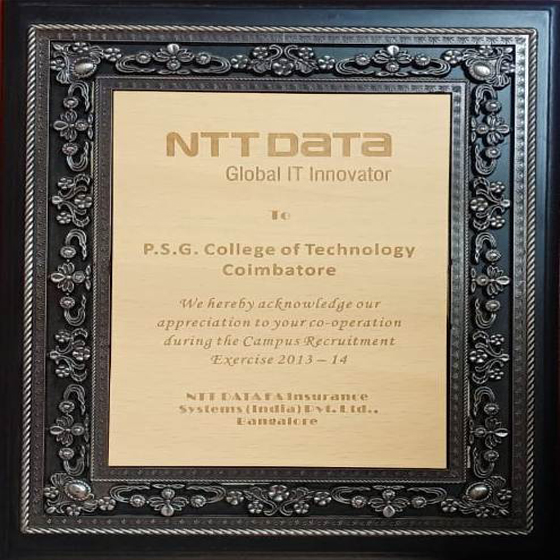 NTT DATA
Global IT Innovator
To
P.S.G. College of Technology
Coimbatore
We hereby acknowledge our
appreciation to your co-operation
during the Campus Recruitment
Exercise 2013 – 14
NTT DATA FA Insurance
Systems (India) Pvt. Ltd.,
Bangalore